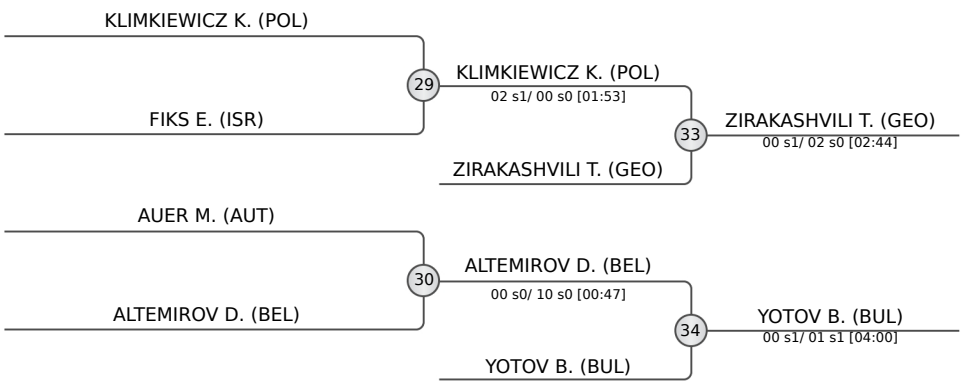 KLIMKIEWICZ K. (POL)
29
FIKS E. (ISR)
KLIMKIEWICZ K. (POL)
02 s1/ 00 s0 [01:53]
33
ZIRAKASHVILI T. (GEO)
ZIRAKASHVILI T. (GEO)
00 s1/ 02 s0 [02:44]
AUER M. (AUT)
30
ALTEMIROV D. (BEL)
ALTEMIROV D. (BEL)
00 s0/ 10 s0 [00:47]
34
YOTOV B. (BUL)
YOTOV B. (BUL)
00 s1/ 01 s1 [04:00]